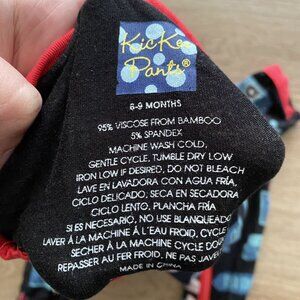 KicKee
Pants®
6-9 MONTHS
95% VISCOSE FROM BAMBOO
5% SPANDEX
MACHINE WASH COLD,
GENTLE CYCLE, TUMBLE DRY LOW
IRON LOW IF DESIRED, DO NOT BLEACH
LAVE EN LAVADORA CON AGUA FRÍA,
CICLO DELICADO, SECA EN SECADORA
CICLO LENTO, PLANCHA FRÍA
SI ES NECESARIO, NO USE BLANQUEADO
LAVER À LA MACHINE À L'EAU FROID, CYCLE
SÉCHER À LA MACHINE CYCLE
REPASSER AU FER FROID, NE PAS
MADE IN CHINA